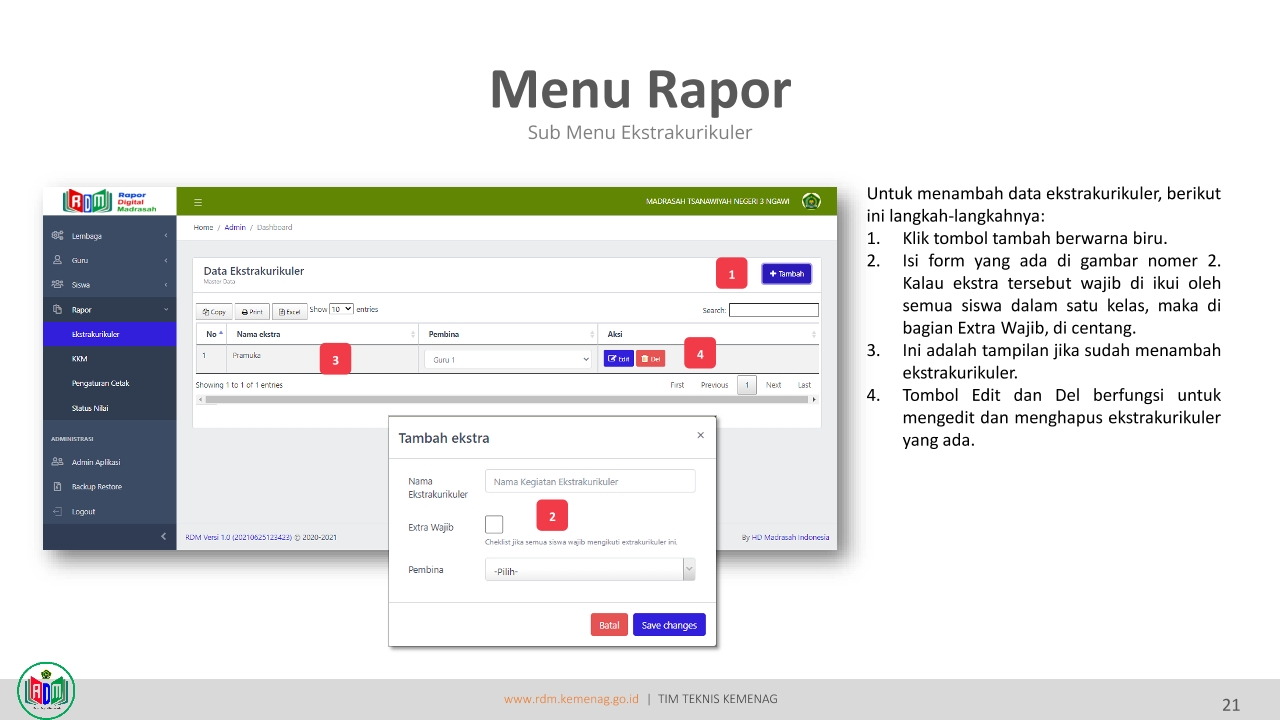 Menu Rapor
Sub Menu Ekstrakurikuler
RDM Rapor Digital Madrasah
MADRASAH TSANAWIYAH NEGERI 3 NGAWI
Home / Admin / Dashboard
Lembaga
Guru
Siswa
Rapor
Ekstrakurikuler
KKM
Pengaturan Cetak
Status Nilai
ADMINISTRASI
Admin Aplikasi
Backup Restore
Logout
Data Ekstrakurikuler
Master Data
1
+ Tambah
Copy Print Excel Show 10 entries
Search:
No Nama ekstra Pembina Aksi
1 Pramuka 3 Guru 1 Edit Del 4
Showing 1 to 1 of 1 entries
First Previous 1 Next Last
RDM Versi 1.0 (20210625123423) © 2020-2021
By HD Madrasah Indonesia
Tambah ekstra ×
Nama Ekstrakurikuler
Nama Kegiatan Ekstrakurikuler
Extra Wajib
2
Cheklist jika semua siswa wajib mengikuti extrakurikuler ini.
Pembina
-Pilih-
Batal Save changes
Untuk menambah data ekstrakurikuler, berikut
ini langkah-langkahnya:
1. Klik tombol tambah berwarna biru.
2. Isi form yang ada di gambar nomer 2.
Kalau ekstra tersebut wajib di ikui oleh
semua siswa dalam satu kelas, maka di
bagian Extra Wajib, di centang.
3. Ini adalah tampilan jika sudah menambah
ekstrakurikuler.
4. Tombol Edit dan Del berfungsi untuk
mengedit dan menghapus ekstrakurikuler
yang ada.
RDM
www.rdm.kemenag.go.id | TIM TEKNIS KEMENAG
21